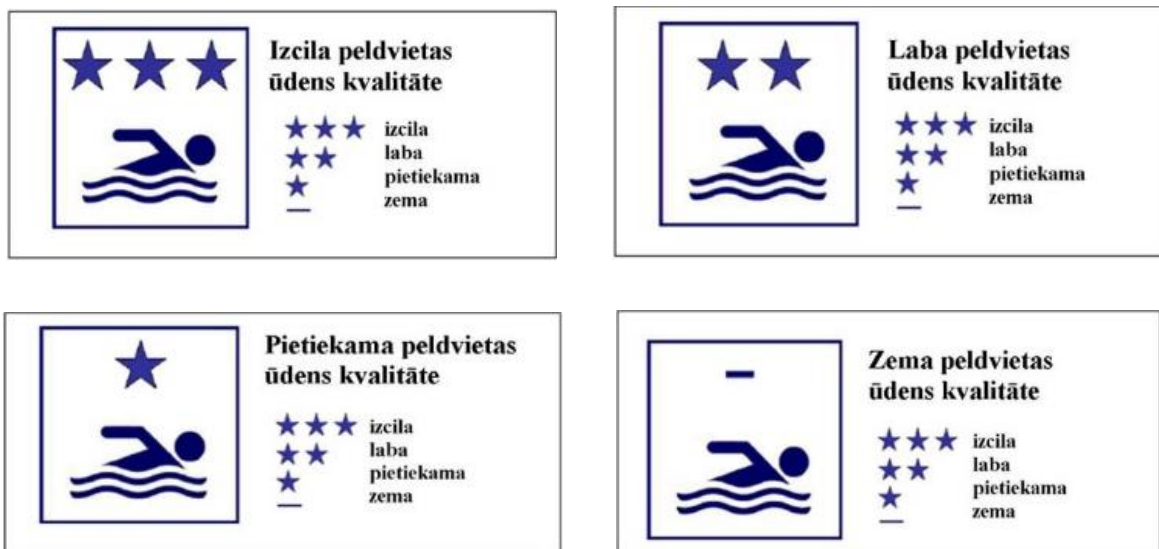 Izcila peldvietas
ūdens kvalitāte
izcila
laba
pietiekama
zema
Laba peldvietas
ūdens kvalitāte
izcila
laba
pietiekama
zema
Pietiekama peldvietas
ūdens kvalitāte
izcila
laba
pietiekama
zema
Zema peldvietas
ūdens kvalitāte
izcila
laba
pietiekama
zema